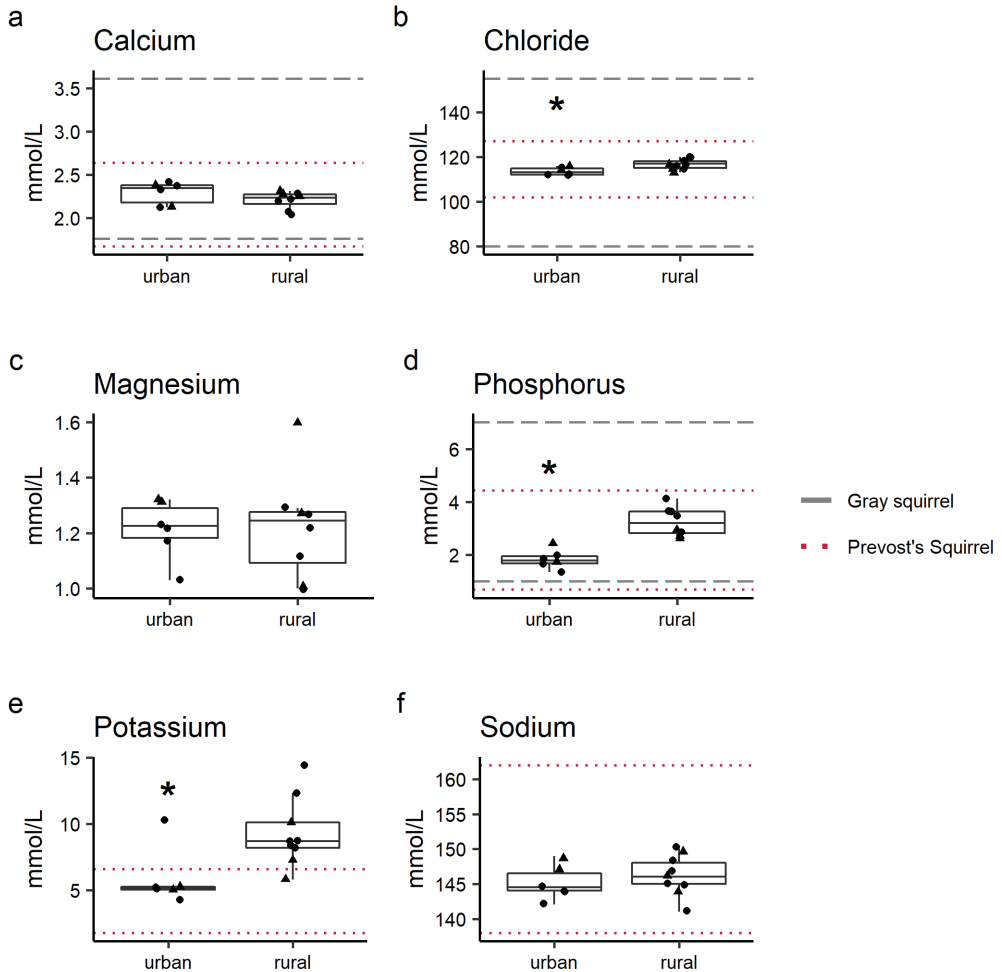 a
Calcium
mmol/L
3.5
3.0
2.5
2.0
urban
rural
b
Chloride
*
mmol/L
140
120
100
80
urban
rural
c
Magnesium
mmol/L
1.6
1.4
1.2
1.0
urban
rural
d
Phosphorus
*
mmol/L
6
4
2
urban
rural
Gray squirrel
Prevost's Squirrel
e
Potassium
*
mmol/L
15
10
5
urban
rural
f
Sodium
mmol/L
160
155
150
145
140
urban
rural